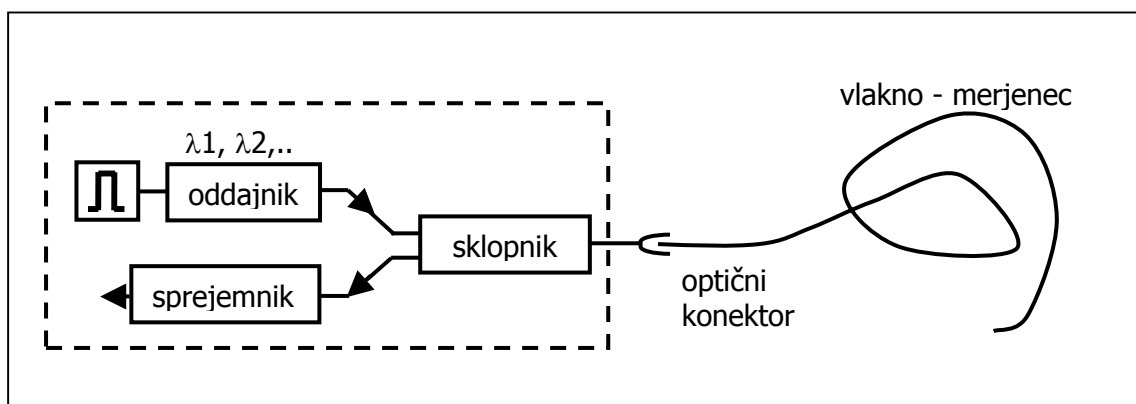 vlakno - merjenec
λ1, λ2,..
oddajnik
sklopnik
sprejemnik
optični
konektor